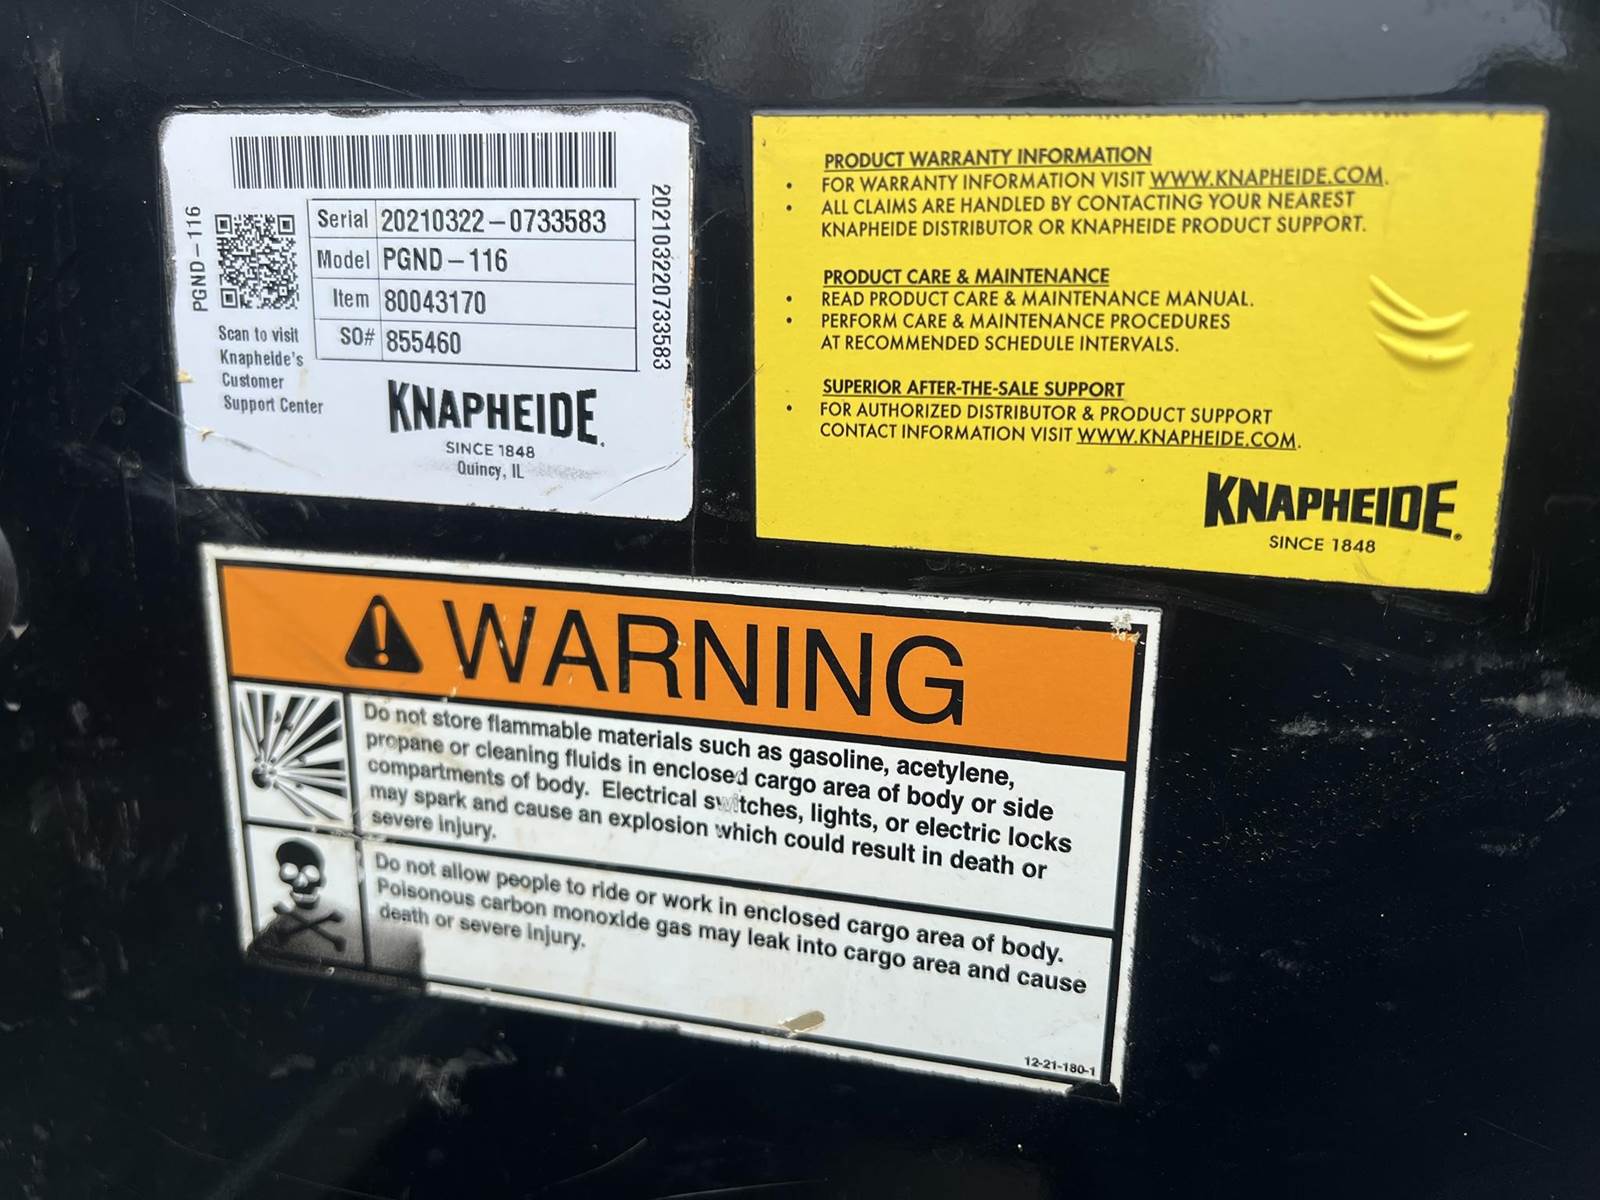 PGND-116
Serial 20210322-0733583
Model PGND-116
Item 80043170
SO# 855460
202103220733583
Scan to visit
Knapheide's
Customer
Support Center
KNAPHEIDE
SINCE 1848
Quincy, IL
PRODUCT WARRANTY INFORMATION
• FOR WARRANTY INFORMATION VISIT WWW.KNAPHEIDE.COM.
• ALL CLAIMS ARE HANDLED BY CONTACTING YOUR NEAREST
KNAPHEIDE DISTRIBUTOR OR KNAPHEIDE PRODUCT SUPPORT.
PRODUCT CARE & MAINTENANCE
• READ PRODUCT CARE & MAINTENANCE MANUAL.
• PERFORM CARE & MAINTENANCE PROCEDURES
AT RECOMMENDED SCHEDULE INTERVALS.
SUPERIOR AFTER-THE-SALE SUPPORT
• FOR AUTHORIZED DISTRIBUTOR & PRODUCT SUPPORT
CONTACT INFORMATION VISIT WWW.KNAPHEIDE.COM.
KNAPHEIDE®
SINCE 1848
WARNING
Do not store flammable materials such as gasoline, acetylene,
propane or cleaning fluids in enclosed cargo area of body or side
compartments of body. Electrical switches, lights, or electric locks
may spark and cause an explosion which could result in death or
severe injury.
Do not allow people to ride or work in enclosed cargo area of body.
Poisonous carbon monoxide gas may leak into cargo area and cause
death or severe injury.
12-21-180-1